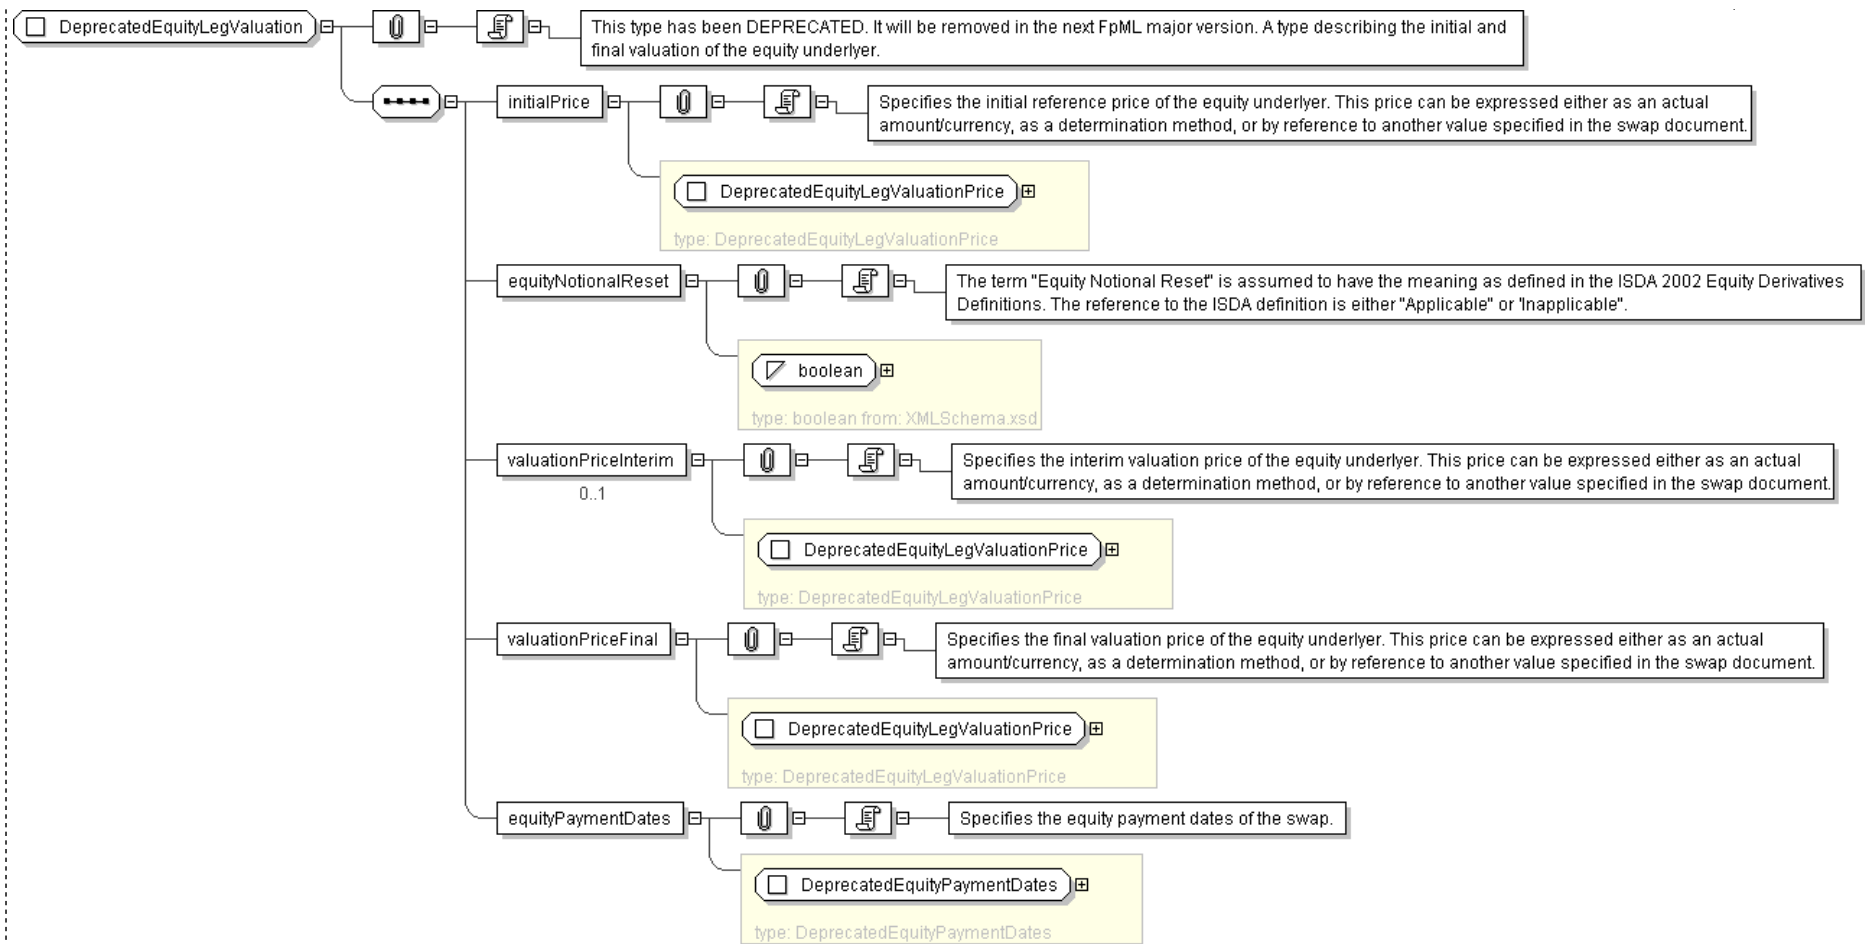 DeprecatedEquityLegValuation
This type has been DEPRECATED. It will be removed in the next FpML major version. A type describing the initial and
final valuation of the equity underlyer.
initialPrice
Specifies the initial reference price of the equity underlyer. This price can be expressed either as an actual
amount/currency, as a determination method, or by reference to another value specified in the swap document.
DeprecatedEquityLegValuationPrice
type: DeprecatedEquityLegValuationPrice
equityNotionalReset
The term "Equity Notional Reset" is assumed to have the meaning as defined in the ISDA 2002 Equity Derivatives
Definitions. The reference to the ISDA definition is either "Applicable" or 'Inapplicable".
boolean
type: boolean from: XMLSchema.xsd
valuationPriceInterim
0..1
Specifies the interim valuation price of the equity underlyer. This price can be expressed either as an actual
amount/currency, as a determination method, or by reference to another value specified in the swap document.
DeprecatedEquityLegValuationPrice
type: DeprecatedEquityLegValuationPrice
valuationPriceFinal
Specifies the final valuation price of the equity underlyer. This price can be expressed either as an actual
amount/currency, as a determination method, or by reference to another value specified in the swap document.
DeprecatedEquityLegValuationPrice
type: DeprecatedEquityLegValuationPrice
equityPaymentDates
Specifies the equity payment dates of the swap.
DeprecatedEquityPaymentDates
type: DeprecatedEquityPaymentDates